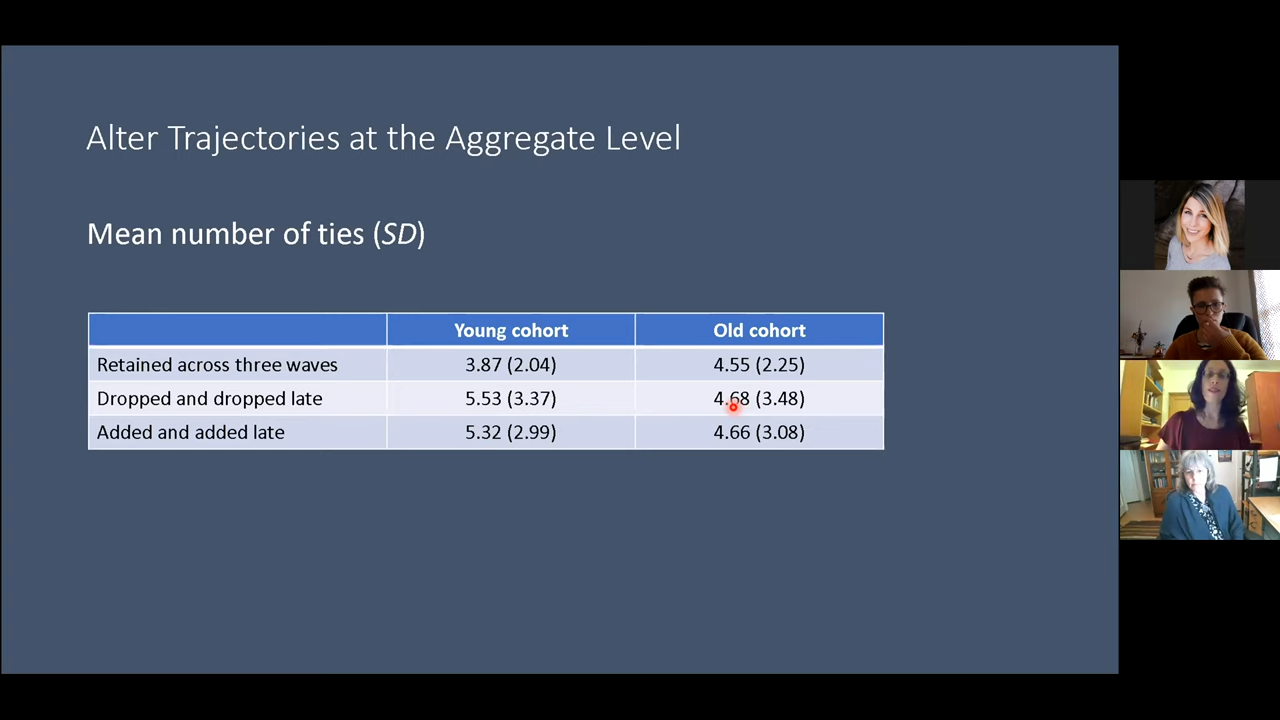 Alter Trajectories at the Aggregate Level
Mean number of ties (SD)
Young cohort Old cohort
Retained across three waves 3.87 (2.04) 4.55 (2.25)
Dropped and dropped late 5.53 (3.37) 4.68 (3.48)
Added and added late 5.32 (2.99) 4.66 (3.08)